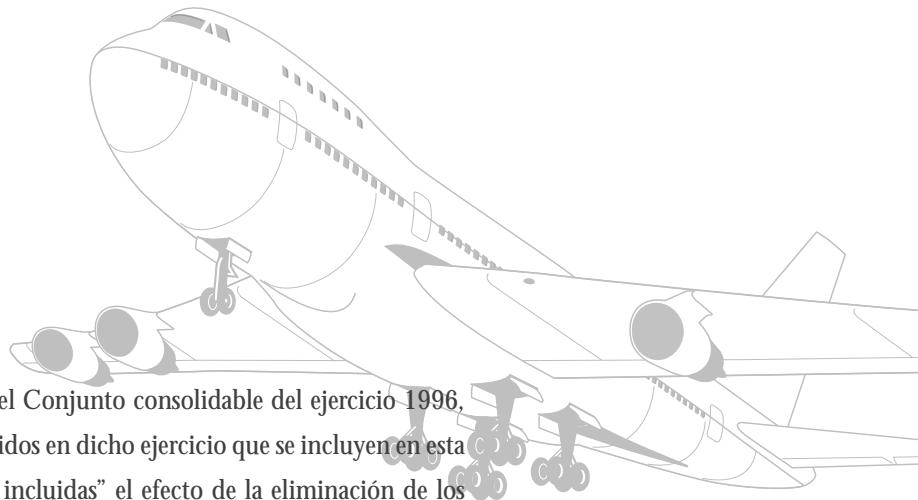 el Conjunto consolidable del ejercicio 1996,
idos en dicho ejercicio que se incluyen en esta
incluidas” el efecto de la eliminación de los